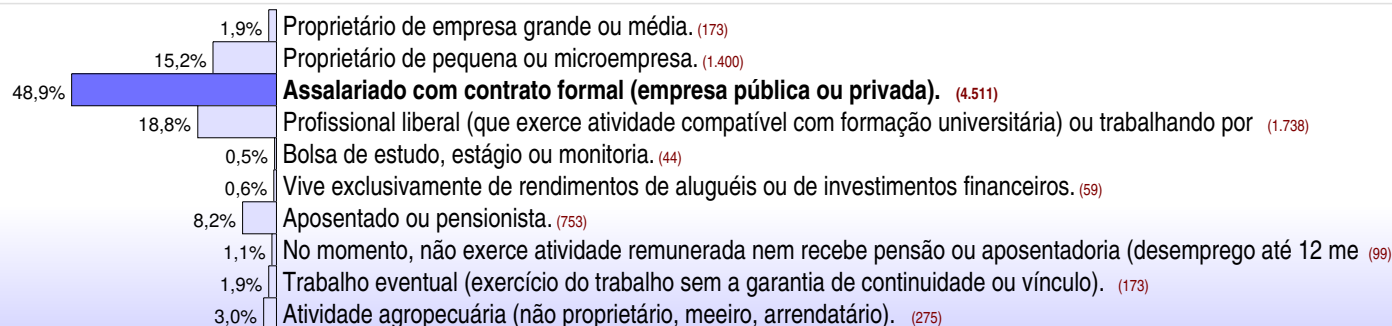 1,9% Proprietário de empresa grande ou média. (173)
15,2% Proprietário de pequena ou microempresa. (1.400)
48,9% Assalariado com contrato formal (empresa pública ou privada). (4.511)
18,8% Profissional liberal (que exerce atividade compatível com formação universitária) ou trabalhando por (1.738)
0,5% Bolsa de estudo, estágio ou monitoria. (44)
0,6% Vive exclusivamente de rendimentos de aluguéis ou de investimentos financeiros. (59)
8,2% Aposentado ou pensionista. (753)
1,1% No momento, não exerce atividade remunerada nem recebe pensão ou aposentadoria (desemprego até 12 me (99)
1,9% Trabalho eventual (exercício do trabalho sem a garantia de continuidade ou vínculo). (173)
3,0% Atividade agropecuária (não proprietário, meeiro, arrendatário). (275)